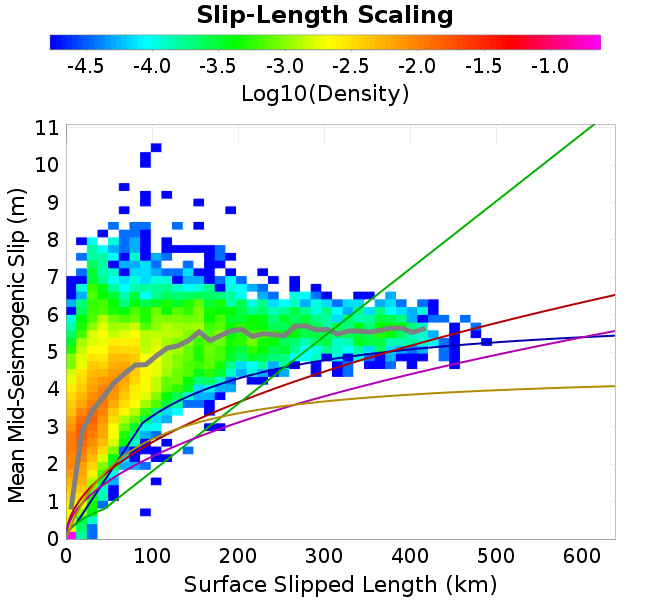 Slip-Length Scaling
-4.5 -4.0 -3.5 -3.0 -2.5 -2.0 -1.5 -1.0
Log10(Density)
Mean Mid-Seismogenic Slip (m)
11
10
9
8
7
6
5
4
3
2
1
0
0 100 200 300 400 500 600
Surface Slipped Length (km)